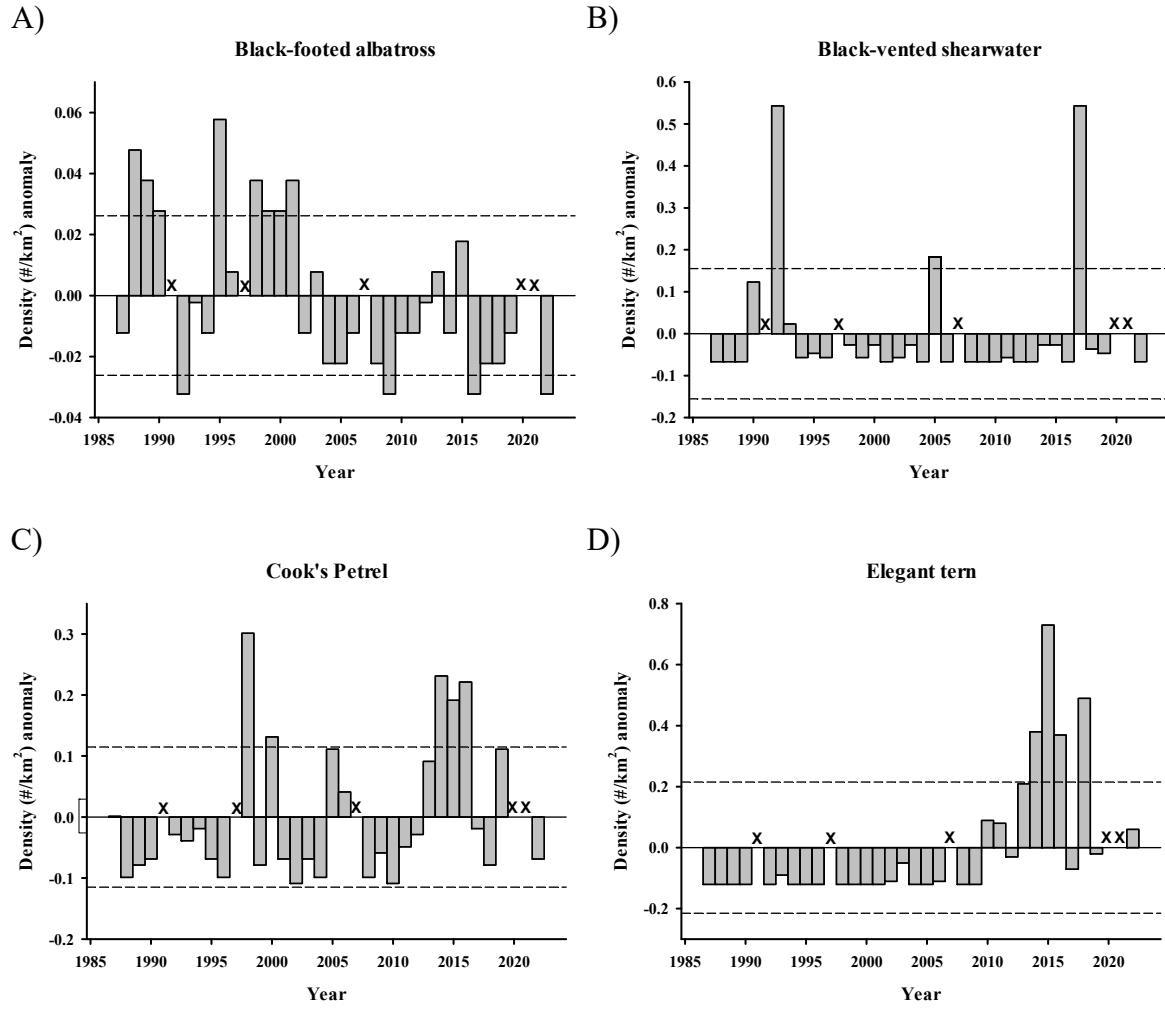 A)
Black-footed albatross
Density (#/km²) anomaly
0.06
0.04
0.02
0.00
-0.02
-0.04
x x x x x
1985 1990 1995 2000 2005 2010 2015 2020
Year
B)
Black-vented shearwater
Density (#/km²) anomaly
0.6
0.5
0.4
0.3
0.2
0.1
0.0
-0.1
-0.2
x x x x x
1985 1990 1995 2000 2005 2010 2015 2020
Year
C)
Cook's Petrel
Density (#/km²) anomaly
0.3
0.2
0.1
0.0
-0.1
-0.2
x x x x x
1985 1990 1995 2000 2005 2010 2015 2020
Year
D)
Elegant tern
Density (#/km²) anomaly
0.8
0.6
0.4
0.2
0.0
-0.2
x x x x x
1985 1990 1995 2000 2005 2010 2015 2020
Year